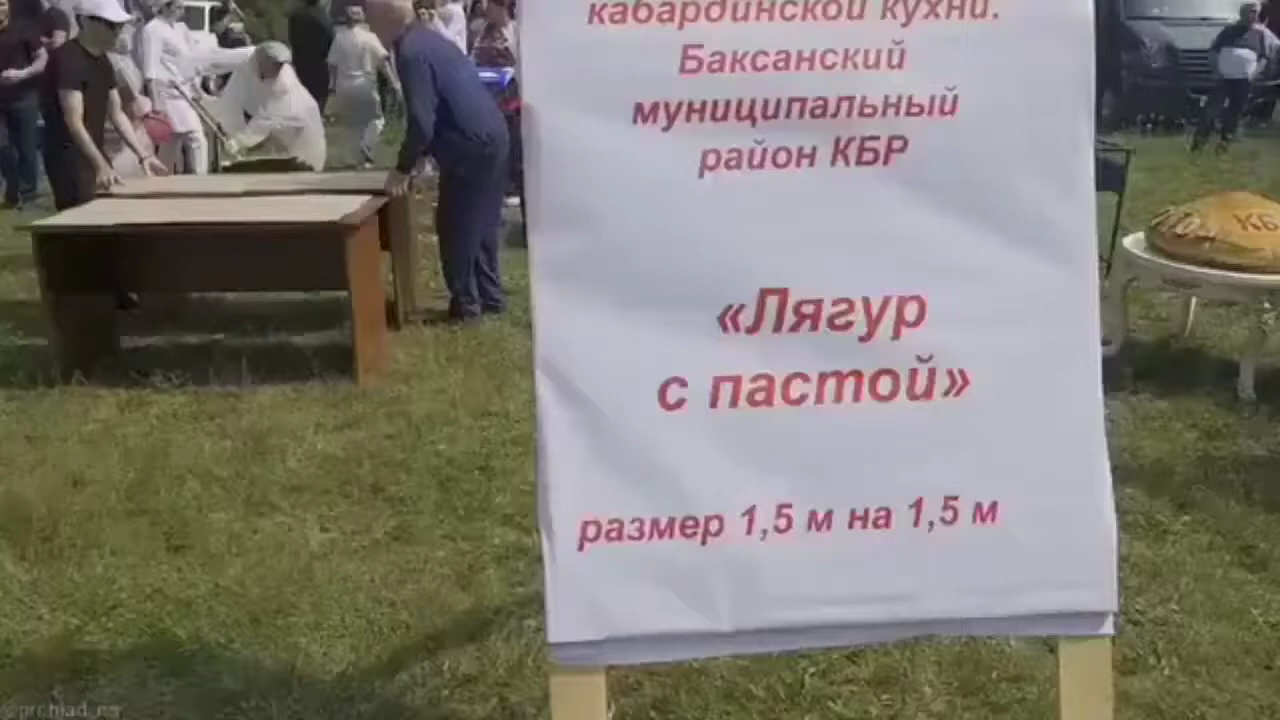 кабардинской кухни.
Баксанский
муниципальный
район КБР
«Лягур
с пастой»
размер 1,5 м на 1,5 м